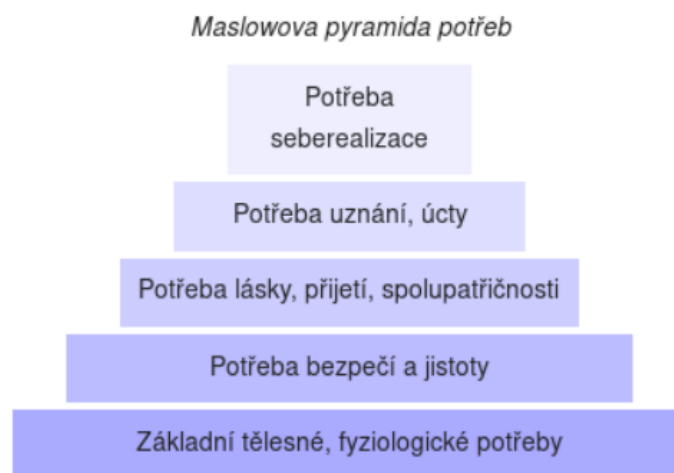 Maslowova pyramida potřeb
Potřeba
seberealizace
Potřeba uznání, úcty
Potřeba lásky, přijetí, spolupatřičnosti
Potřeba bezpečí a jistoty
Základní tělesné, fyziologické potřeby